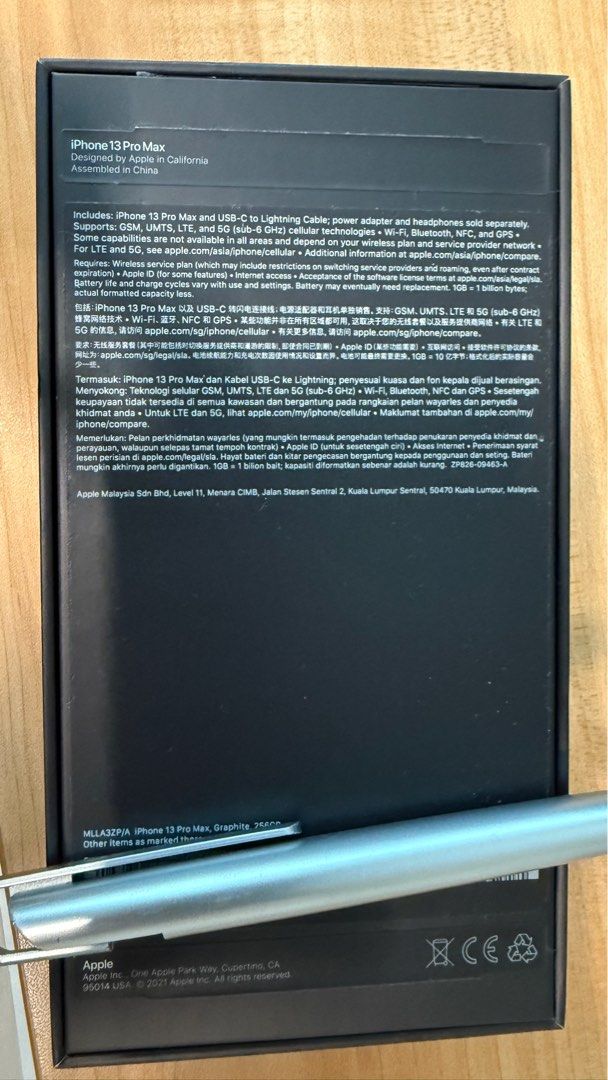 iPhone 13 Pro Max
Designed by Apple in California
Assembled in China
Includes: iPhone 13 Pro Max and USB-C to Lightning Cable; power adapter and headphones sold separately.
Supports: GSM, UMTS, LTE, and 5G (sub-6 GHz) cellular technologies • Wi-Fi, Bluetooth, NFC, and GPS •
Some capabilities are not available in all areas and depend on your wireless plan and service provider network •
For LTE and 5G, see apple.com/asia/iphone/cellular • Additional information at apple.com/asia/iphone/compare.
Requires: Wireless service plan (which may include restrictions on switching service providers and roaming, even after contract
expiration) • Apple ID (for some features) • Internet access • Acceptance of the software license terms at apple.com/asia/legal/sla.
Battery life and charge cycles vary with use and settings. Battery may eventually need replacement. 1GB = 1 billion bytes;
actual formatted capacity less.
包括: iPhone 13 Pro Max 以及 USB-C 转闪电连接线; 电源适配器和耳机单独销售。支持: GSM、UMTS、LTE 和 5G (sub-6 GHz)
蜂窝网络技术 • Wi-Fi、蓝牙、NFC 和 GPS • 某些功能并非在所有区域都可用, 这取决于您的无线套餐以及服务提供商网络 • 有关 LTE 和
5G 的信息, 请访问 apple.com/sg/iphone/cellular • 有关更多信息, 请访问 apple.com/sg/iphone/compare。
要求: 无线服务套餐 (其中可能包括对切换服务提供商和漫游的限制, 即使合同已到期) • Apple ID (某些功能需要) • 互联网访问 • 接受软件许可协议的条款,
网址为: apple.com/sg/legal/sla。电池续航能力和充电次数因使用情况和设置而异。电池可能最终需要更换。1GB = 10 亿字节; 格式化后的实际容量会
少一些。
Termasuk: iPhone 13 Pro Max dan Kabel USB-C ke Lightning; penyesuai kuasa dan fon kepala dijual berasingan.
Menyokong: Teknologi selular GSM, UMTS, LTE dan 5G (sub-6 GHz) • Wi-Fi, Bluetooth, NFC dan GPS • Sesetengah
keupayaan tidak tersedia di semua kawasan dan bergantung pada rangkaian pelan wayarles dan penyedia
khidmat anda • Untuk LTE dan 5G, lihat apple.com/my/iphone/cellular • Maklumat tambahan di apple.com/my/
iphone/compare.
Memerlukan: Pelan perkhidmatan wayarles (yang mungkin termasuk pengehadan terhadap penukaran penyedia khidmat dan
perayauan, walaupun selepas tamat tempoh kontrak) • Apple ID (untuk sesetengah ciri) • Akses Internet • Penerimaan syarat
lesen perisian di apple.com/legal/sla. Hayat bateri dan kitar pengecasan bergantung kepada penggunaan dan seting. Bateri
mungkin akhirnya perlu digantikan. 1GB = 1 bilion bait; kapasiti diformatkan sebenar adalah kurang. ZP826-09463-A
Apple Malaysia Sdn Bhd, Level 11, Menara CIMB, Jalan Stesen Sentral 2, Kuala Lumpur Sentral, 50470 Kuala Lumpur, Malaysia.
MLLA3ZP/A iPhone 13 Pro Max, Graphite, 256GB
Other items as marked
Apple
Apple Inc., One Apple Park Way, Cupertino, CA
95014 USA. © 2021 Apple Inc. All rights reserved.
CE